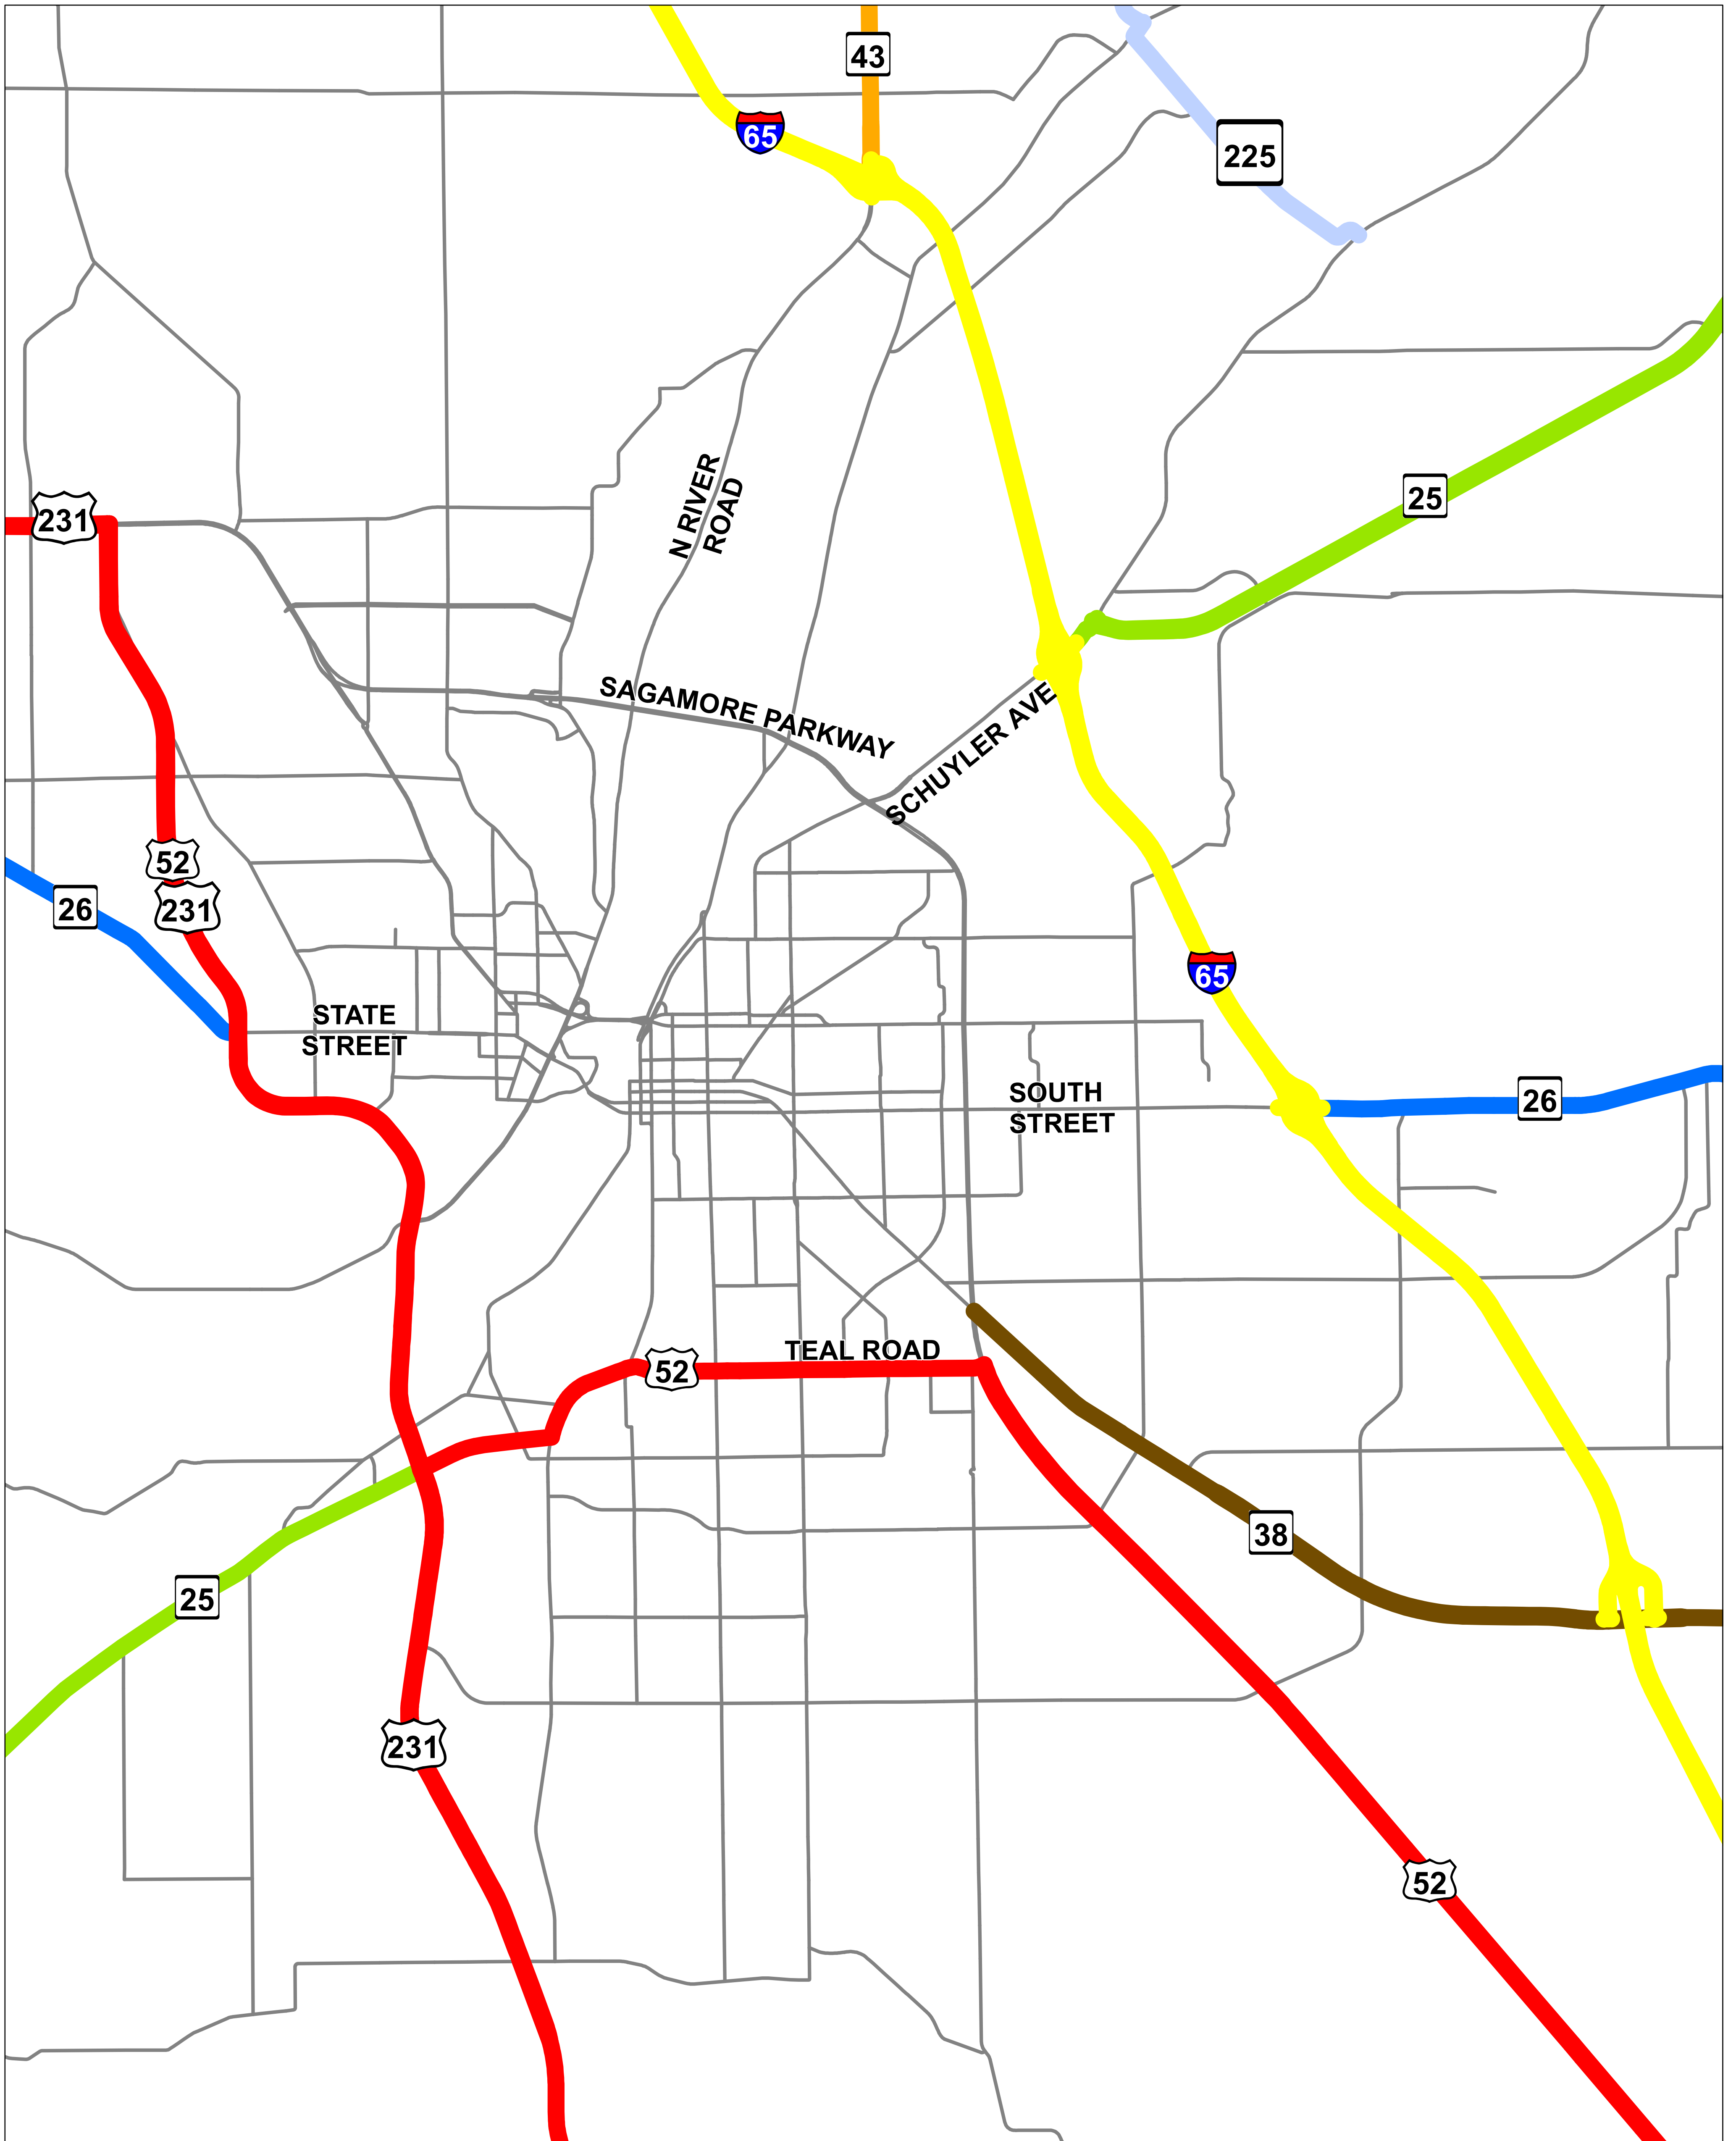 43
65
225
25
231
N RIVER
ROAD
SAGAMORE PARKWAY
SCHUYLER AVE
52
26
231
65
STATE
STREET
SOUTH
STREET
26
TEAL ROAD
52
38
25
231
52